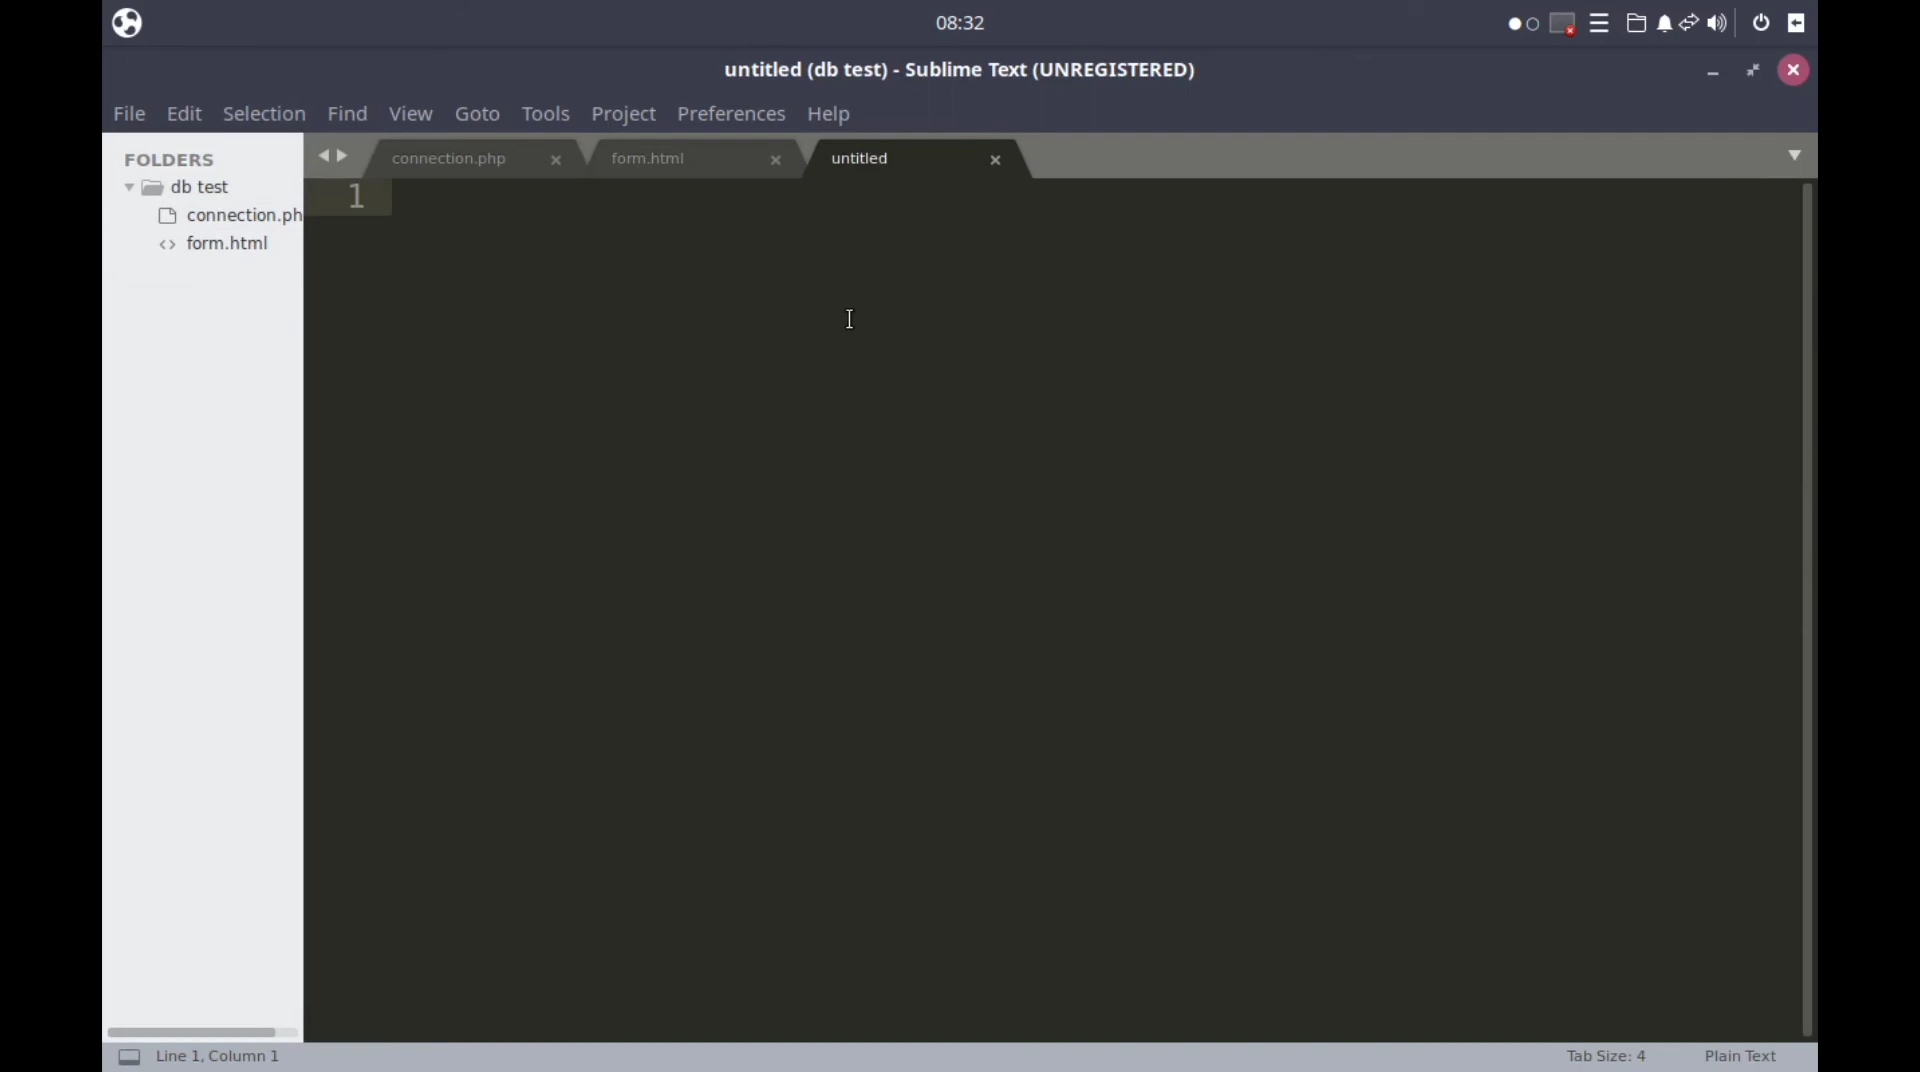 08:32
untitled (db test) - Sublime Text (UNREGISTERED)
File Edit Selection Find View Goto Tools Project Preferences Help
FOLDERS
db test
connection.ph
form.html
connection.php
form.html
untitled
1
Line 1, Column 1
Tab Size: 4
Plain Text